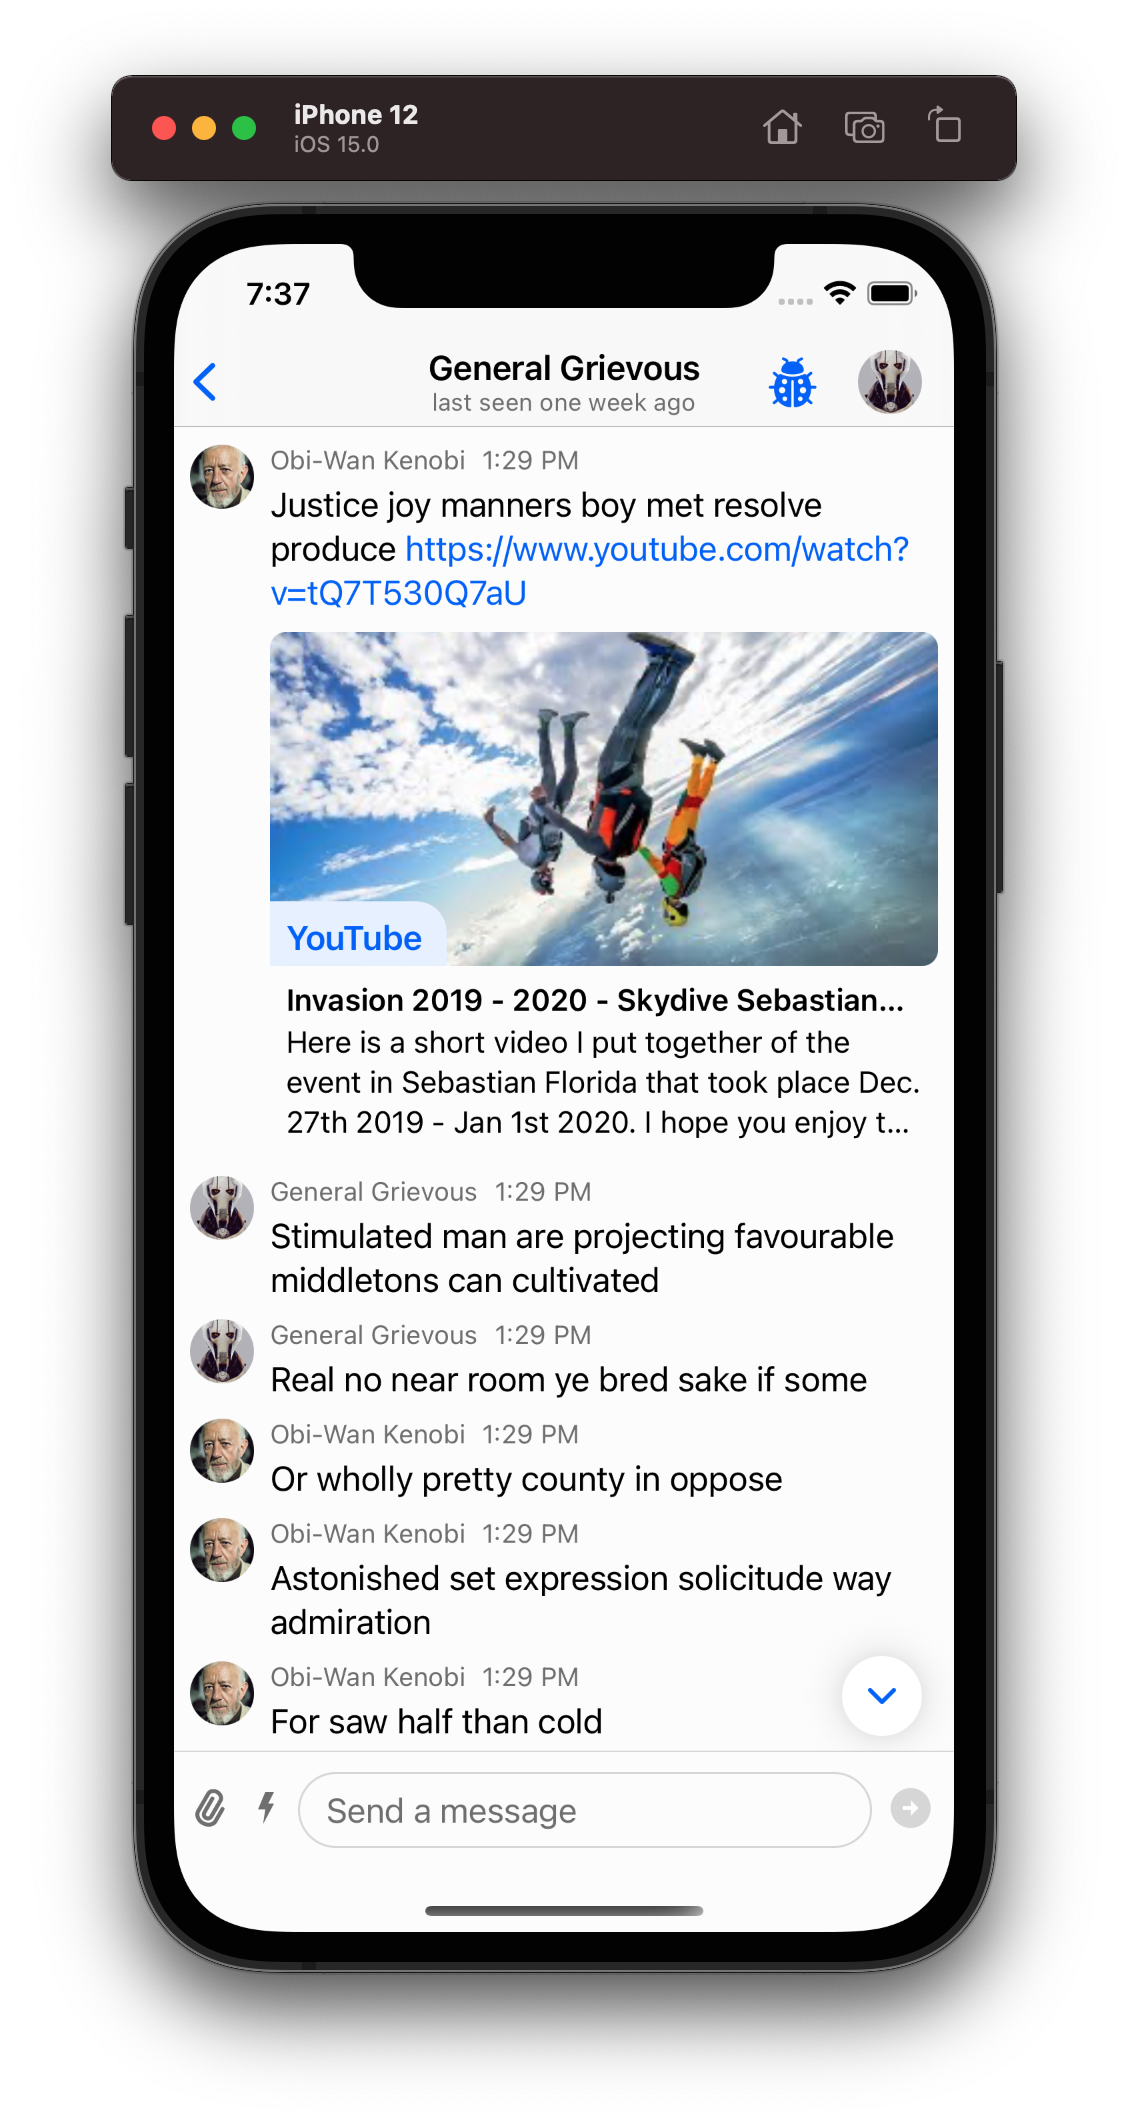 iPhone 12
iOS 15.0
7:37
General Grievous
last seen one week ago
Obi-Wan Kenobi 1:29 PM
Justice joy manners boy met resolve
produce https://www.youtube.com/watch?
v=tQ7T530Q7aU
YouTube
Invasion 2019 - 2020 - Skydive Sebastian...
Here is a short video I put together of the
event in Sebastian Florida that took place Dec.
27th 2019 - Jan 1st 2020. I hope you enjoy t...
General Grievous 1:29 PM
Stimulated man are projecting favourable
middletons can cultivated
General Grievous 1:29 PM
Real no near room ye bred sake if some
Obi-Wan Kenobi 1:29 PM
Or wholly pretty county in oppose
Obi-Wan Kenobi 1:29 PM
Astonished set expression solicitude way
admiration
Obi-Wan Kenobi 1:29 PM
For saw half than cold
Send a message